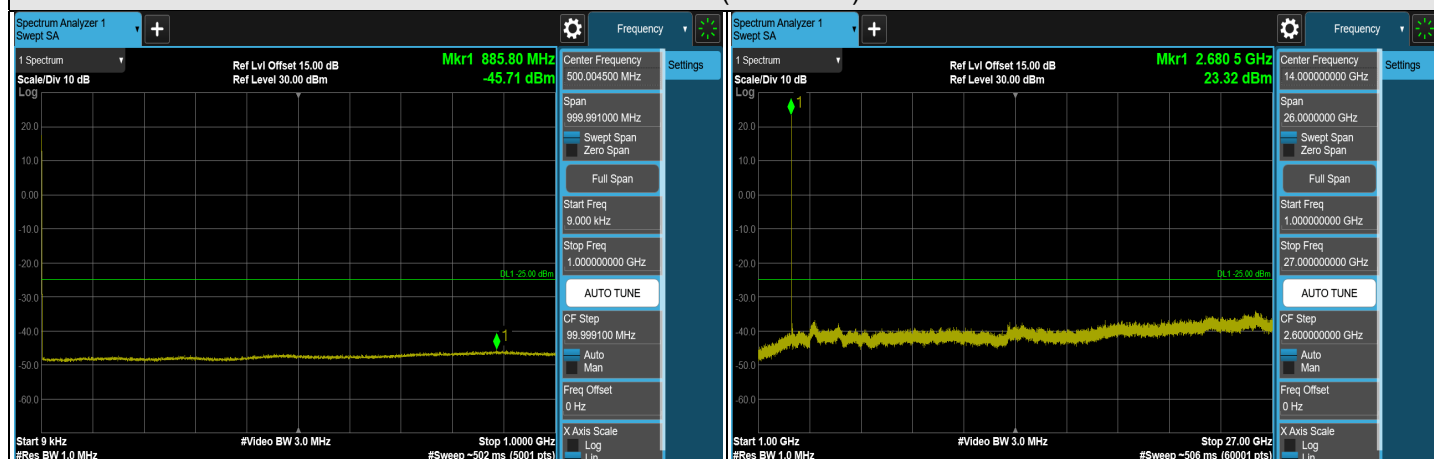 Spectrum Analyzer 1
Swept SA
Frequency
1 Spectrum
Scale/Div 10 dB
Ref Lvl Offset 15.00 dB
Ref Level 30.00 dBm
Mkr1 885.80 MHz
-45.71 dBm
Log
20.0
10.0
0.00
-10.0
-20.0
-30.0
-40.0
-50.0
-60.0
DL1 -25.00 dBm
1
Start 9 kHz
#Res BW 1.0 MHz
#Video BW 3.0 MHz
Stop 1.0000 GHz
#Sweep ~502 ms (5001 pts)
Center Frequency
500.004500 MHz
Settings
Span
999.991000 MHz
Swept Span
Zero Span
Full Span
Start Freq
9.000 kHz
Stop Freq
1.000000000 GHz
AUTO TUNE
CF Step
99.999100 MHz
Auto
Man
Freq Offset
0 Hz
X Axis Scale
Log
Lin
Spectrum Analyzer 1
Swept SA
Frequency
1 Spectrum
Scale/Div 10 dB
Ref Lvl Offset 15.00 dB
Ref Level 30.00 dBm
Mkr1 2.680 5 GHz
23.32 dBm
Log
1
20.0
10.0
0.00
-10.0
-20.0
-30.0
-40.0
-50.0
-60.0
DL1 -25.00 dBm
Start 1.00 GHz
#Res BW 1.0 MHz
#Video BW 3.0 MHz
Stop 27.00 GHz
#Sweep ~506 ms (60001 pts)
Center Frequency
14.000000000 GHz
Settings
Span
26.0000000 GHz
Swept Span
Zero Span
Full Span
Start Freq
1.000000000 GHz
Stop Freq
27.000000000 GHz
AUTO TUNE
CF Step
2.600000000 GHz
Auto
Man
Freq Offset
0 Hz
X Axis Scale
Log
Lin